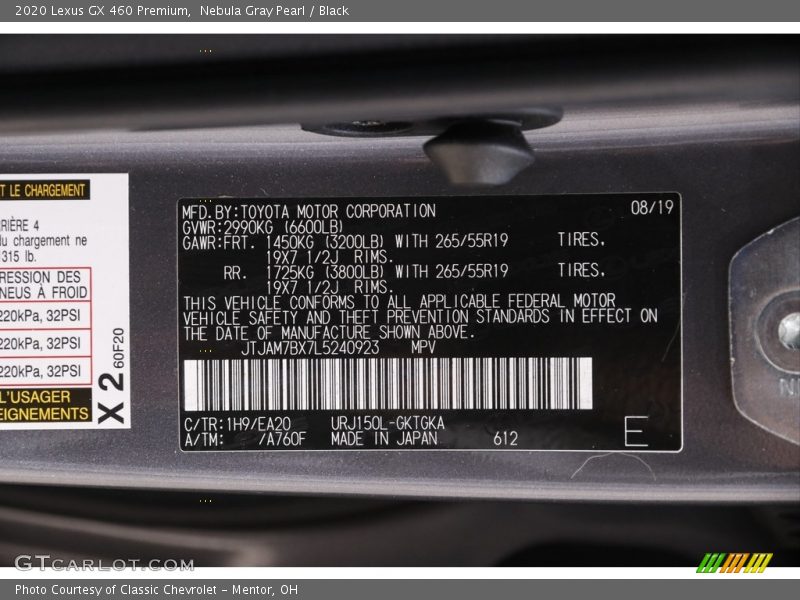 2020 Lexus GX 460 Premium, Nebula Gray Pearl / Black
T LE CHARGEMENT
RIÈRE 4
du chargement ne
315 lb.
RESSION DES
NEUS À FROID
220kPa, 32PSI
220kPa, 32PSI
220kPa, 32PSI
L'USAGER
EIGNEMENTS
X 2
60F20
MFD. BY: TOYOTA MOTOR CORPORATION 08/19
GVWR: 2990KG (6600LB)
GAWR: FRT. 1450KG (3200LB) WITH 265/55R19 TIRES.
19X7 1/2J RIMS.
RR. 1725KG (3800LB) WITH 265/55R19 TIRES.
19X7 1/2J RIMS.
THIS VEHICLE CONFORMS TO ALL APPLICABLE FEDERAL MOTOR
VEHICLE SAFETY AND THEFT PREVENTION STANDARDS IN EFFECT ON
THE DATE OF MANUFACTURE SHOWN ABOVE.
JTJAM7BX7L5240923 MPV
C/TR: 1H9/EA20 URJ150L-GKTGKA
A/TM: /A760F MADE IN JAPAN 612 E
GTCARLOT.COM
Photo Courtesy of Classic Chevrolet - Mentor, OH